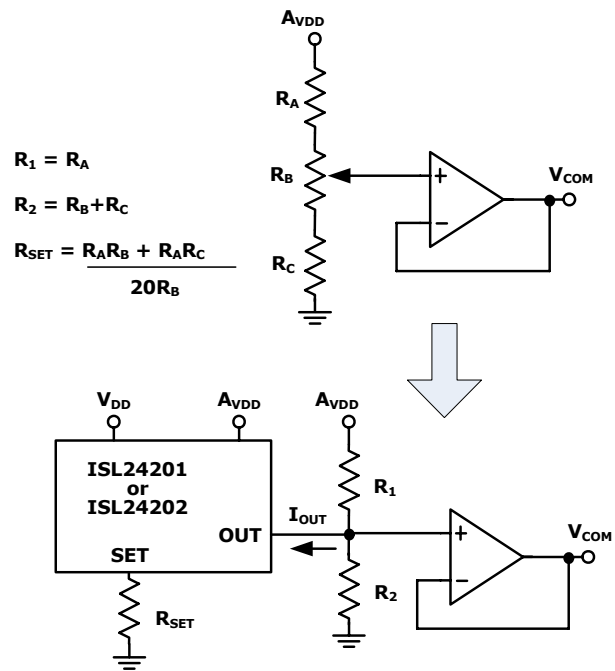 A_VDD
R_A
R_1 = R_A
R_B
+
V_COM
R_2 = R_B+R_C
−
R_SET = R_AR_B + R_AR_C
20R_B
R_C
V_DD
A_VDD
A_VDD
ISL24201
or
ISL24202
R_1
OUT
I_OUT
+
V_COM
SET
−
R_2
R_SET